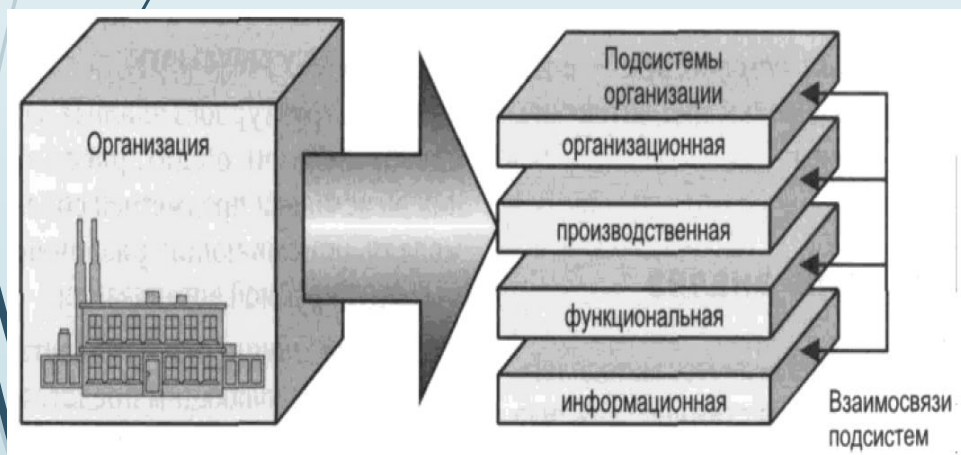 Организация
Подсистемы
организации
организационная
производственная
функциональная
информационная
Взаимосвязи
подсистем